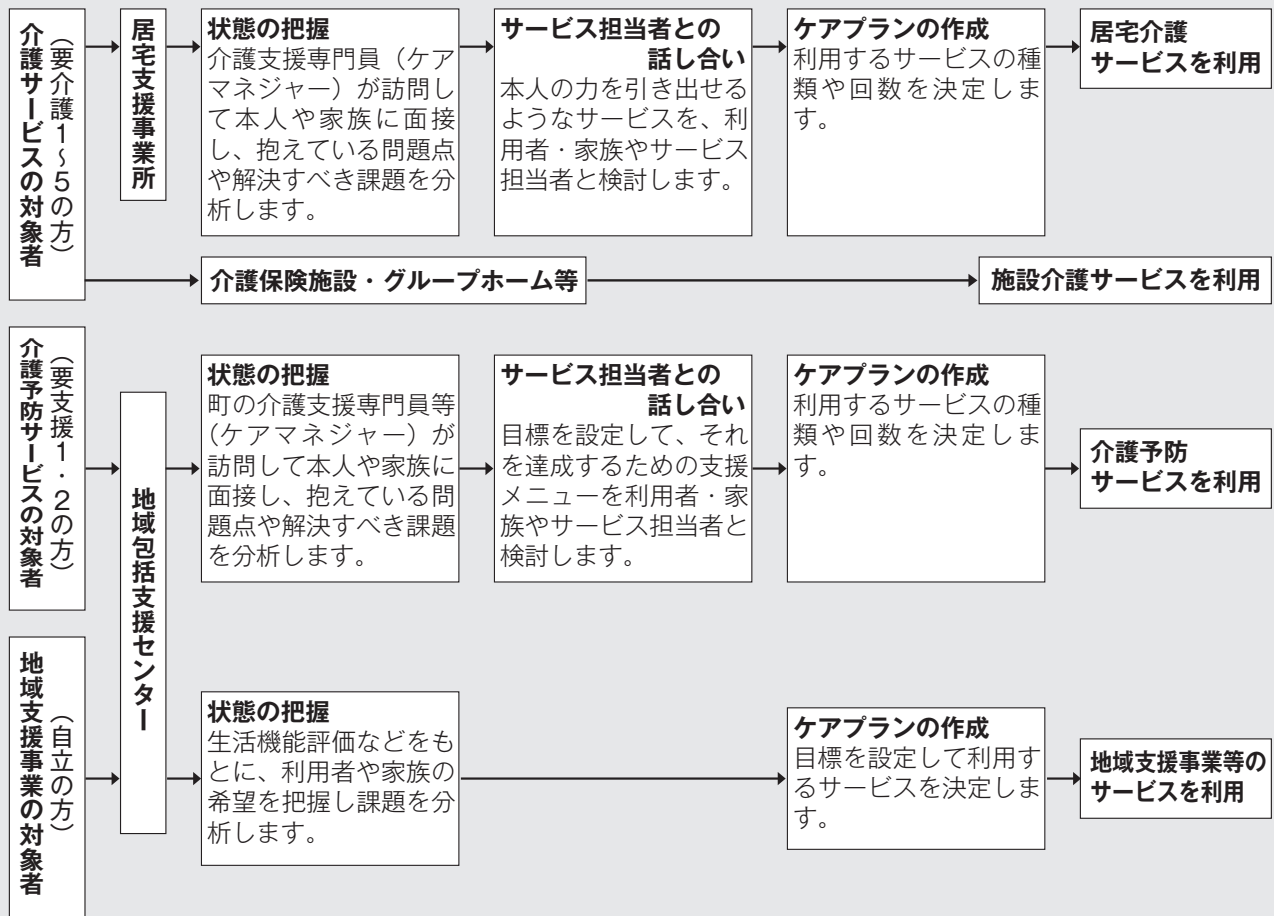 介護サービスの対象者
（要介護1～5の方）
居宅支援事業所
状態の把握
介護支援専門員（ケア
マネジャー）が訪問し
て本人や家族に面接
し、抱えている問題点
や解決すべき課題を分
析します。
サービス担当者との
話し合い
本人の力を引き出せる
ようなサービスを、利
用者・家族やサービス
担当者と検討します。
ケアプランの作成
利用するサービスの種
類や回数を決定しま
す。
居宅介護
サービスを利用
介護保険施設・グループホーム等
施設介護サービスを利用
介護予防サービスの対象者
（要支援1・2の方）
地域包括支援センター
状態の把握
町の介護支援専門員等
（ケアマネジャー）が
訪問して本人や家族に
面接し、抱えている問
題点や解決すべき課題
を分析します。
サービス担当者との
話し合い
目標を設定して、それ
を達成するための支援
メニューを利用者・家
族やサービス担当者と
検討します。
ケアプランの作成
利用するサービスの種
類や回数を決定しま
す。
介護予防
サービスを利用
地域支援事業の対象者
（自立の方）
状態の把握
生活機能評価などをも
とに、利用者や家族の
希望を把握し課題を分
析します。
ケアプランの作成
目標を設定して利用す
るサービスを決定しま
す。
地域支援事業等の
サービスを利用